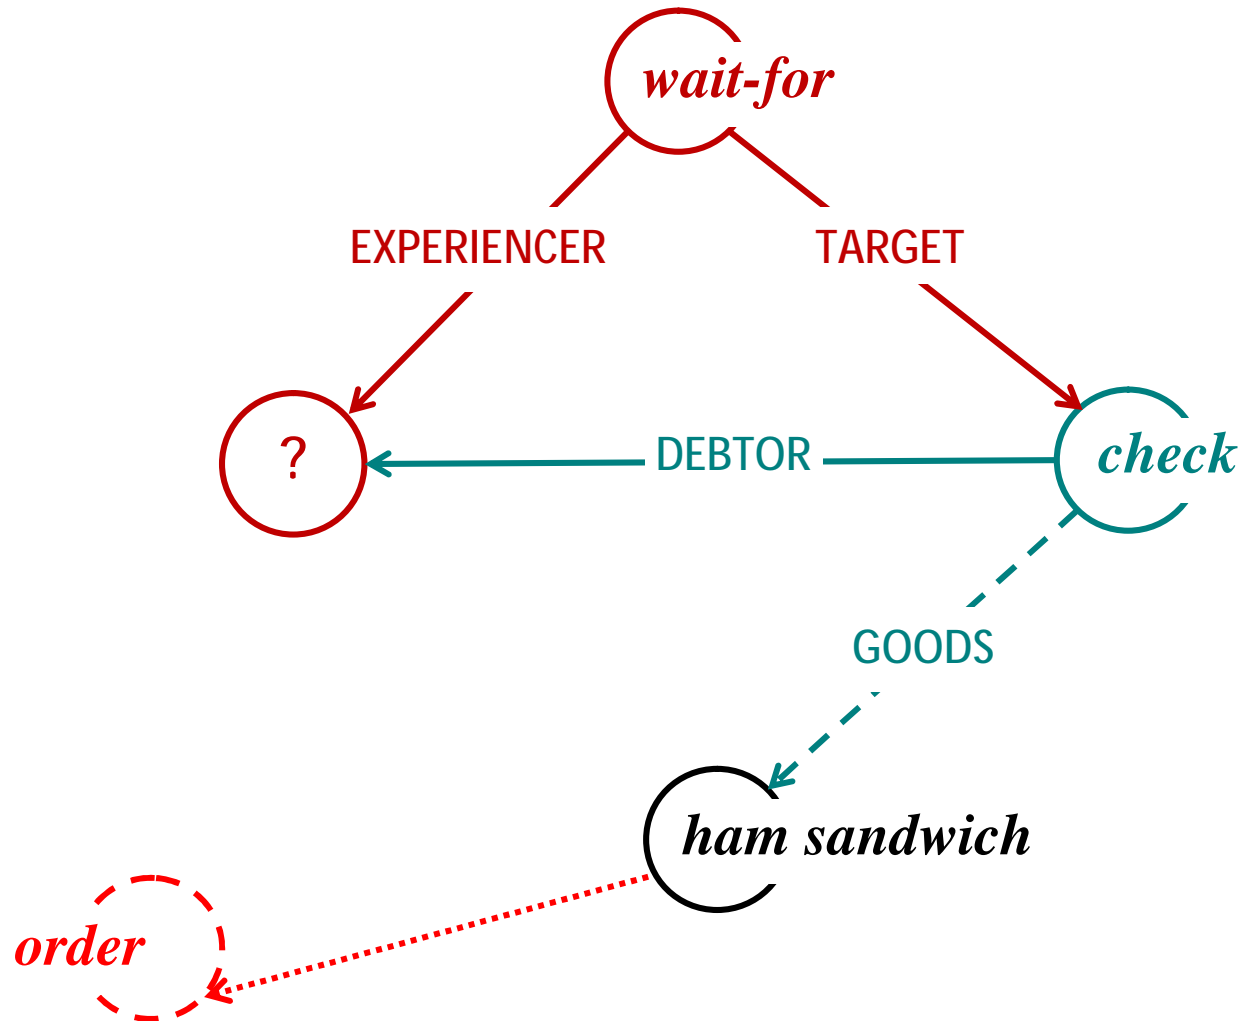 wait-for
EXPERIENCER
TARGET
?
DEBTOR
check
GOODS
ham sandwich
order